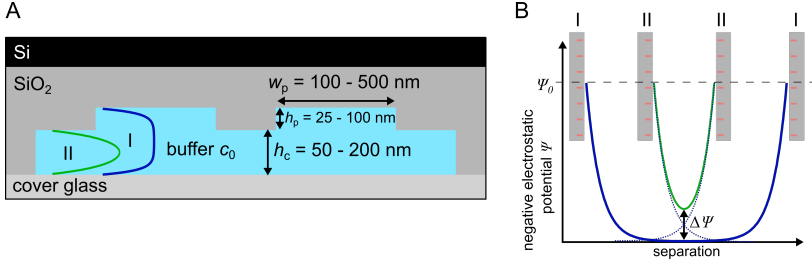 A
Si
SiO₂
wₚ = 100 - 500 nm
hₚ = 25 - 100 nm
I
II
buffer c₀
h꜀ = 50 - 200 nm
cover glass
B
I II II I
Ψ₀
negative electrostatic
potential Ψ
ΔΨ
separation